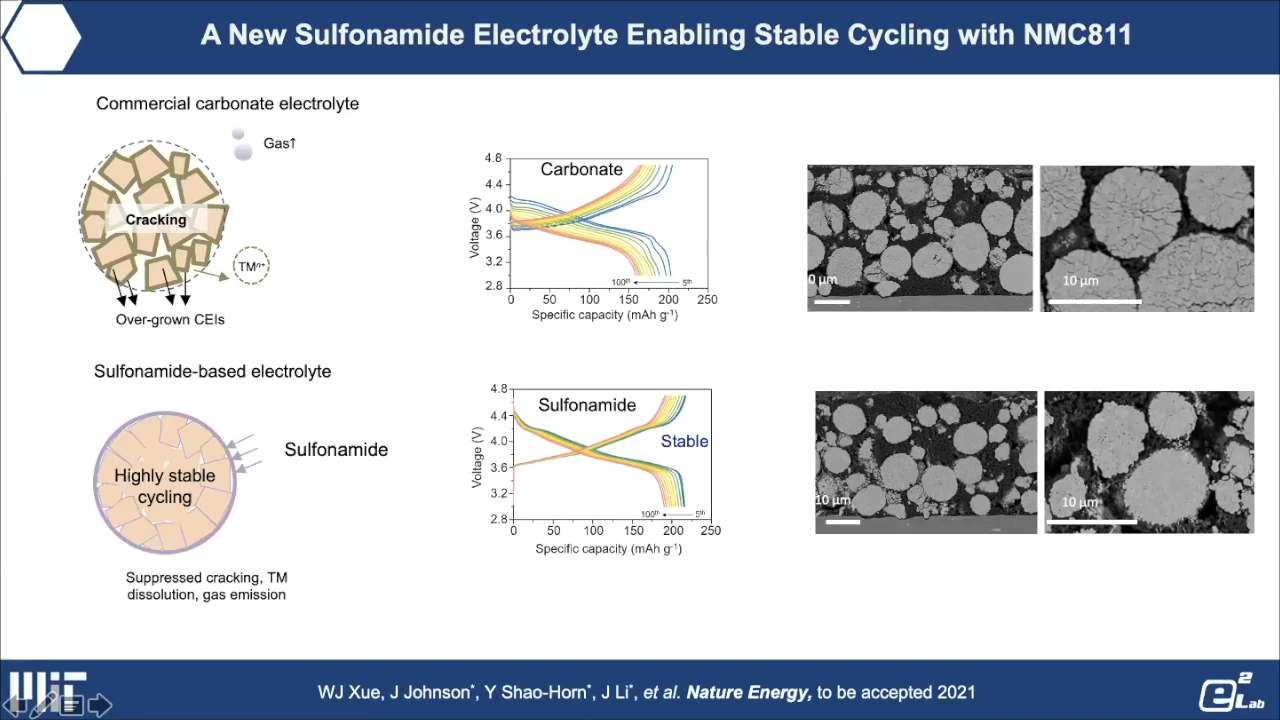 A New Sulfonamide Electrolyte Enabling Stable Cycling with NMC811
Commercial carbonate electrolyte
Gas↑
Cracking
TMⁿ⁺
Over-grown CEIs
Carbonate
4.8
4.4
4.0
3.6
3.2
2.8
Voltage (V)
100th
5th
0 50 100 150 200 250
Specific capacity (mAh g⁻¹)
0 µm
10 µm
Sulfonamide-based electrolyte
Sulfonamide
Highly stable
cycling
Suppressed cracking, TM
dissolution, gas emission
Sulfonamide
Stable
4.8
4.4
4.0
3.6
3.2
2.8
Voltage (V)
100th
5th
0 50 100 150 200 250
Specific capacity (mAh g⁻¹)
10 µm
10 µm
MIT
WJ Xue, J Johnson*, Y Shao-Horn*, J Li*, et al. Nature Energy, to be accepted 2021
e2 Lab